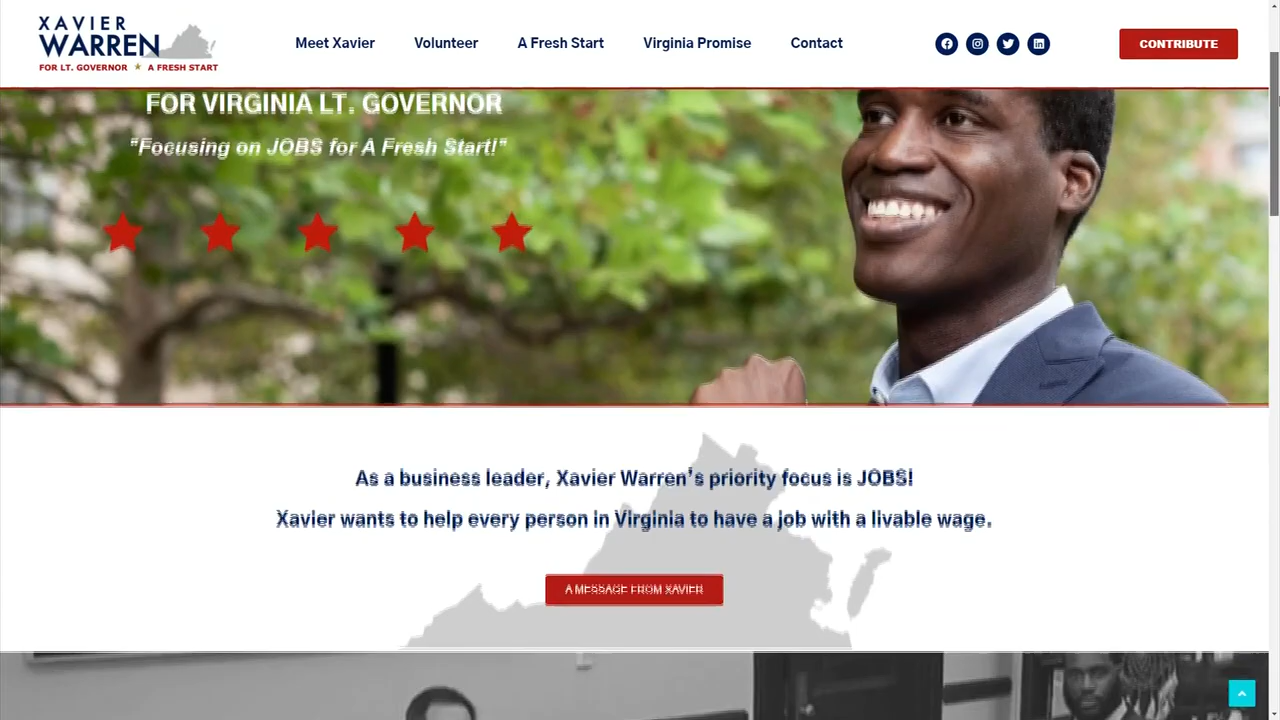 XAVIER
WARREN
FOR LT. GOVERNOR ★ A FRESH START
Meet Xavier
Volunteer
A Fresh Start
Virginia Promise
Contact
CONTRIBUTE
FOR VIRGINIA LT. GOVERNOR
"Focusing on JOBS for A Fresh Start!"
As a business leader, Xavier Warren's priority focus is JOBS!
Xavier wants to help every person in Virginia to have a job with a livable wage.
A MESSAGE FROM XAVIER